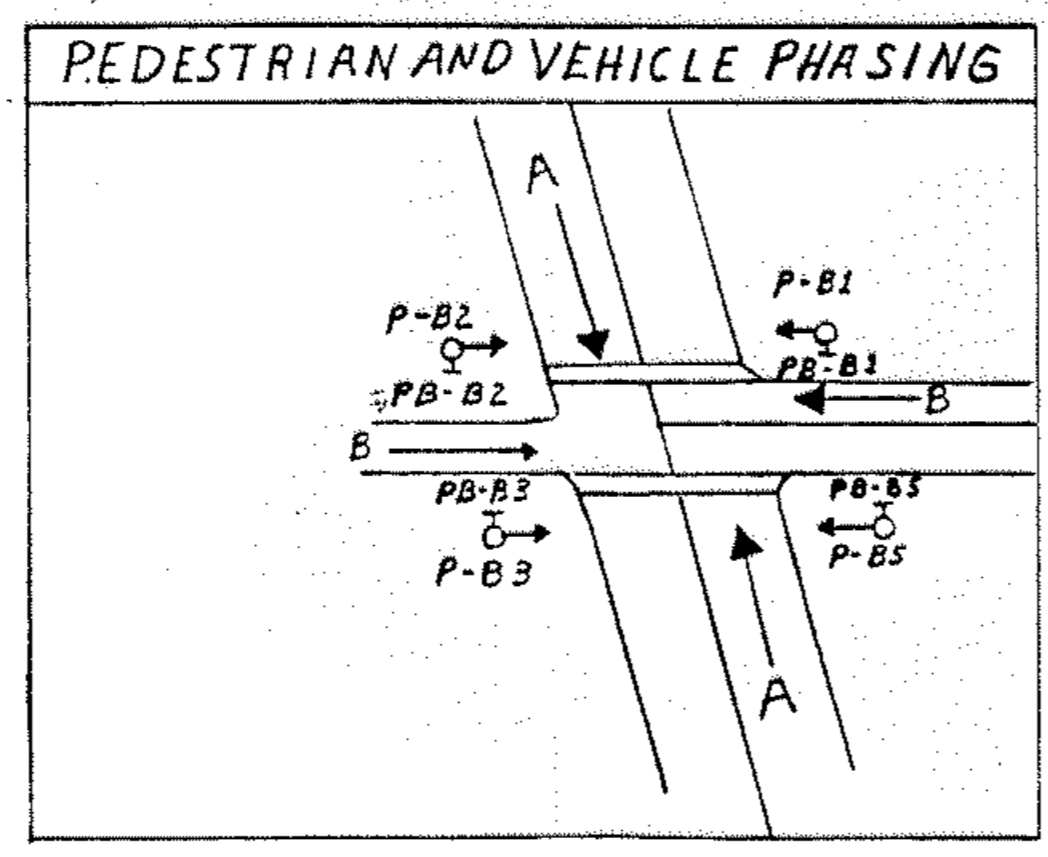 PEDESTRIAN AND VEHICLE PHASING
A
P-B1
P-B2
PB-B1
PB-B2
B
B
PB-B3
PB-B5
P-B3
P-B5
A